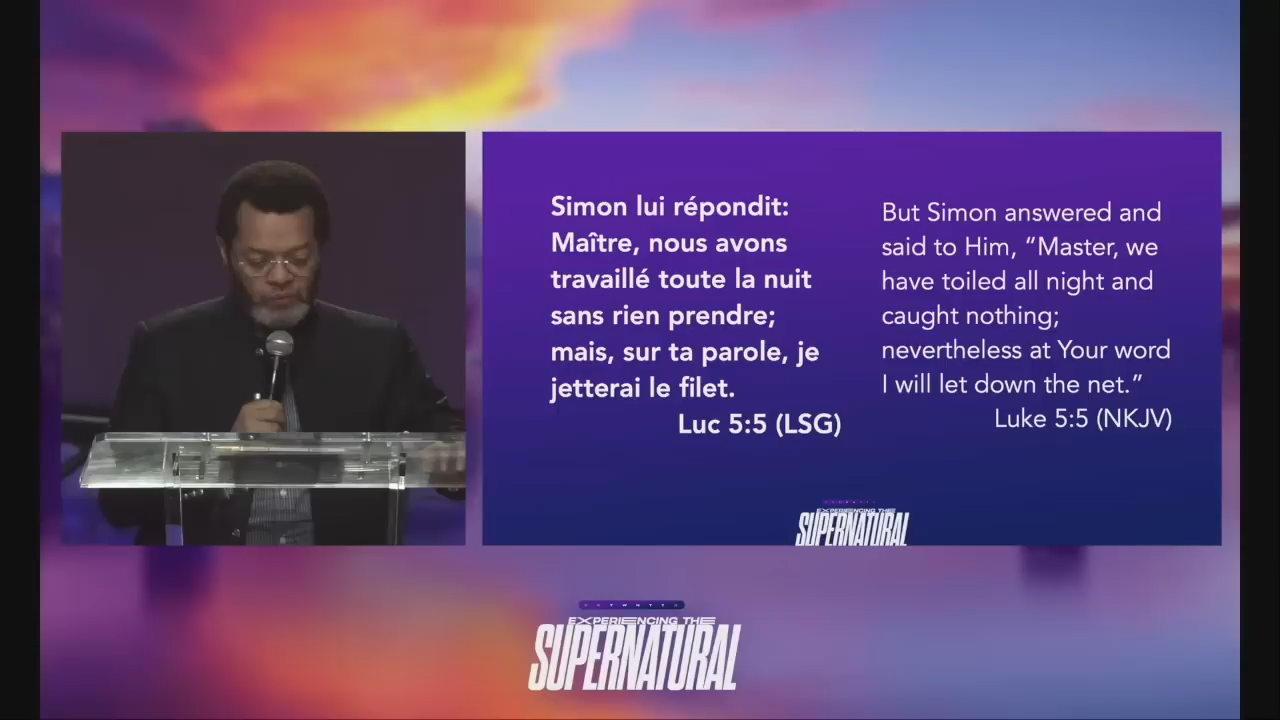 Simon lui répondit:
Maître, nous avons
travaillé toute la nuit
sans rien prendre;
mais, sur ta parole, je
jetterai le filet.
Luc 5:5 (LSG)
But Simon answered and
said to Him, “Master, we
have toiled all night and
caught nothing;
nevertheless at Your word
I will let down the net.”
Luke 5:5 (NKJV)
EXPERIENCING THE
SUPERNATURAL
EXPERIENCING THE
SUPERNATURAL